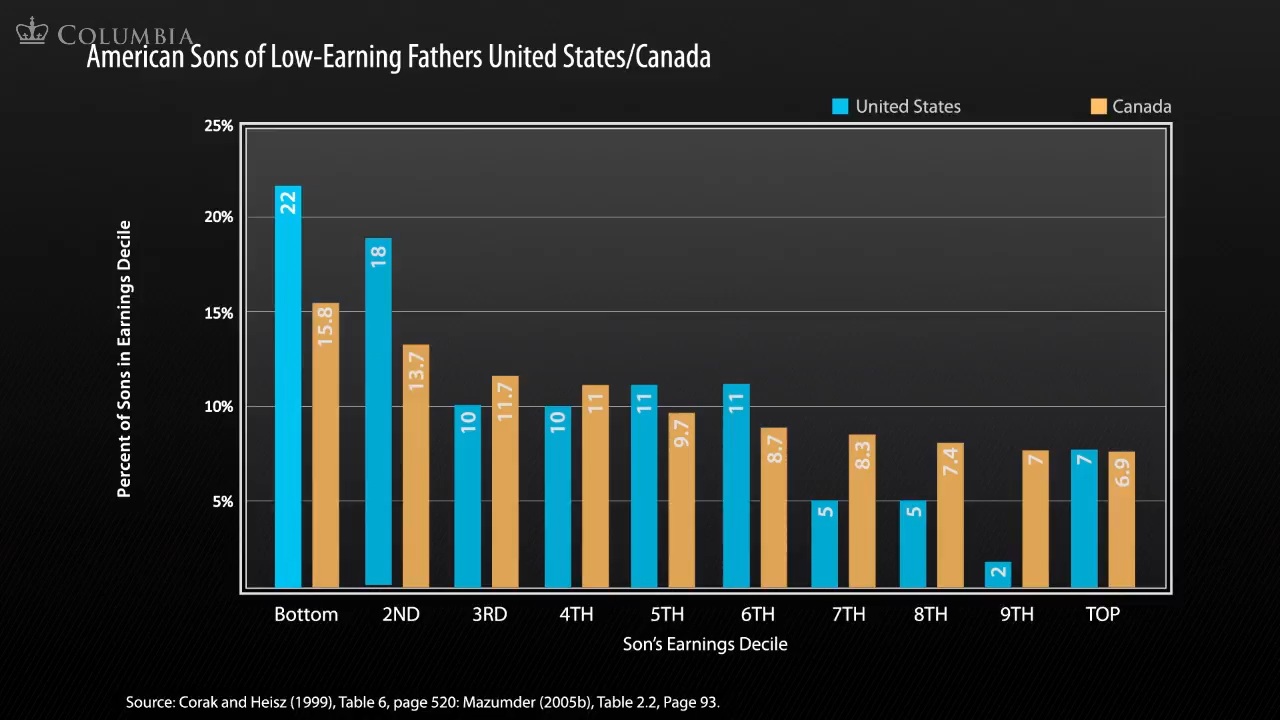 COLUMBIA
American Sons of Low-Earning Fathers United States/Canada
United States Canada
25%
20%
15%
10%
5%
Percent of Sons in Earnings Decile
22 15.8 18 13.7 10 11.7 10 11 11 9.7 11 8.7 5 8.3 5 7.4 2 7 7 6.9
Bottom 2ND 3RD 4TH 5TH 6TH 7TH 8TH 9TH TOP
Son's Earnings Decile
Source: Corak and Heisz (1999), Table 6, page 520: Mazumder (2005b), Table 2.2, Page 93.